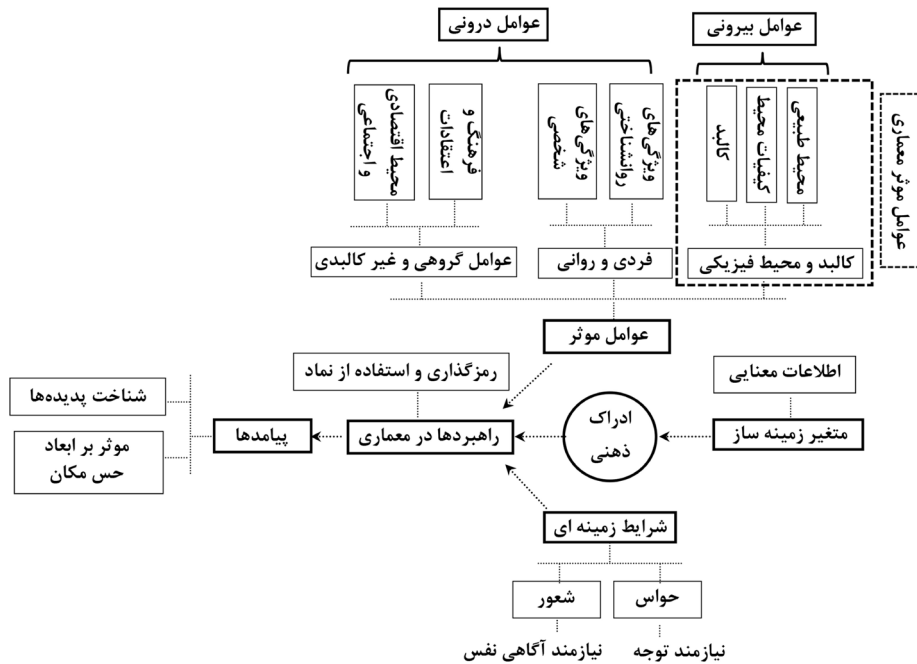 عوامل بیرونی
عوامل درونی
عوامل موثر معماری
محیط طبیعی
کیفیات محیط
کالبد
ویژگی‌های
روانشناختی
ویژگی‌های
شخصی
فرهنگ و
اعتقادات
محیط اقتصادی
و اجتماعی
کالبد و محیط فیزیکی
فردی و روانی
عوامل گروهی و غیر کالبدی
عوامل موثر
اطلاعات معنایی
رمزگذاری و استفاده از نماد
متغیر زمینه ساز
ادراک
ذهنی
راهبردها در معماری
پیامدها
شناخت پدیده‌ها
موثر بر ابعاد
حس مکان
شرایط زمینه ای
حواس
شعور
نیازمند توجه
نیازمند آگاهی نفس